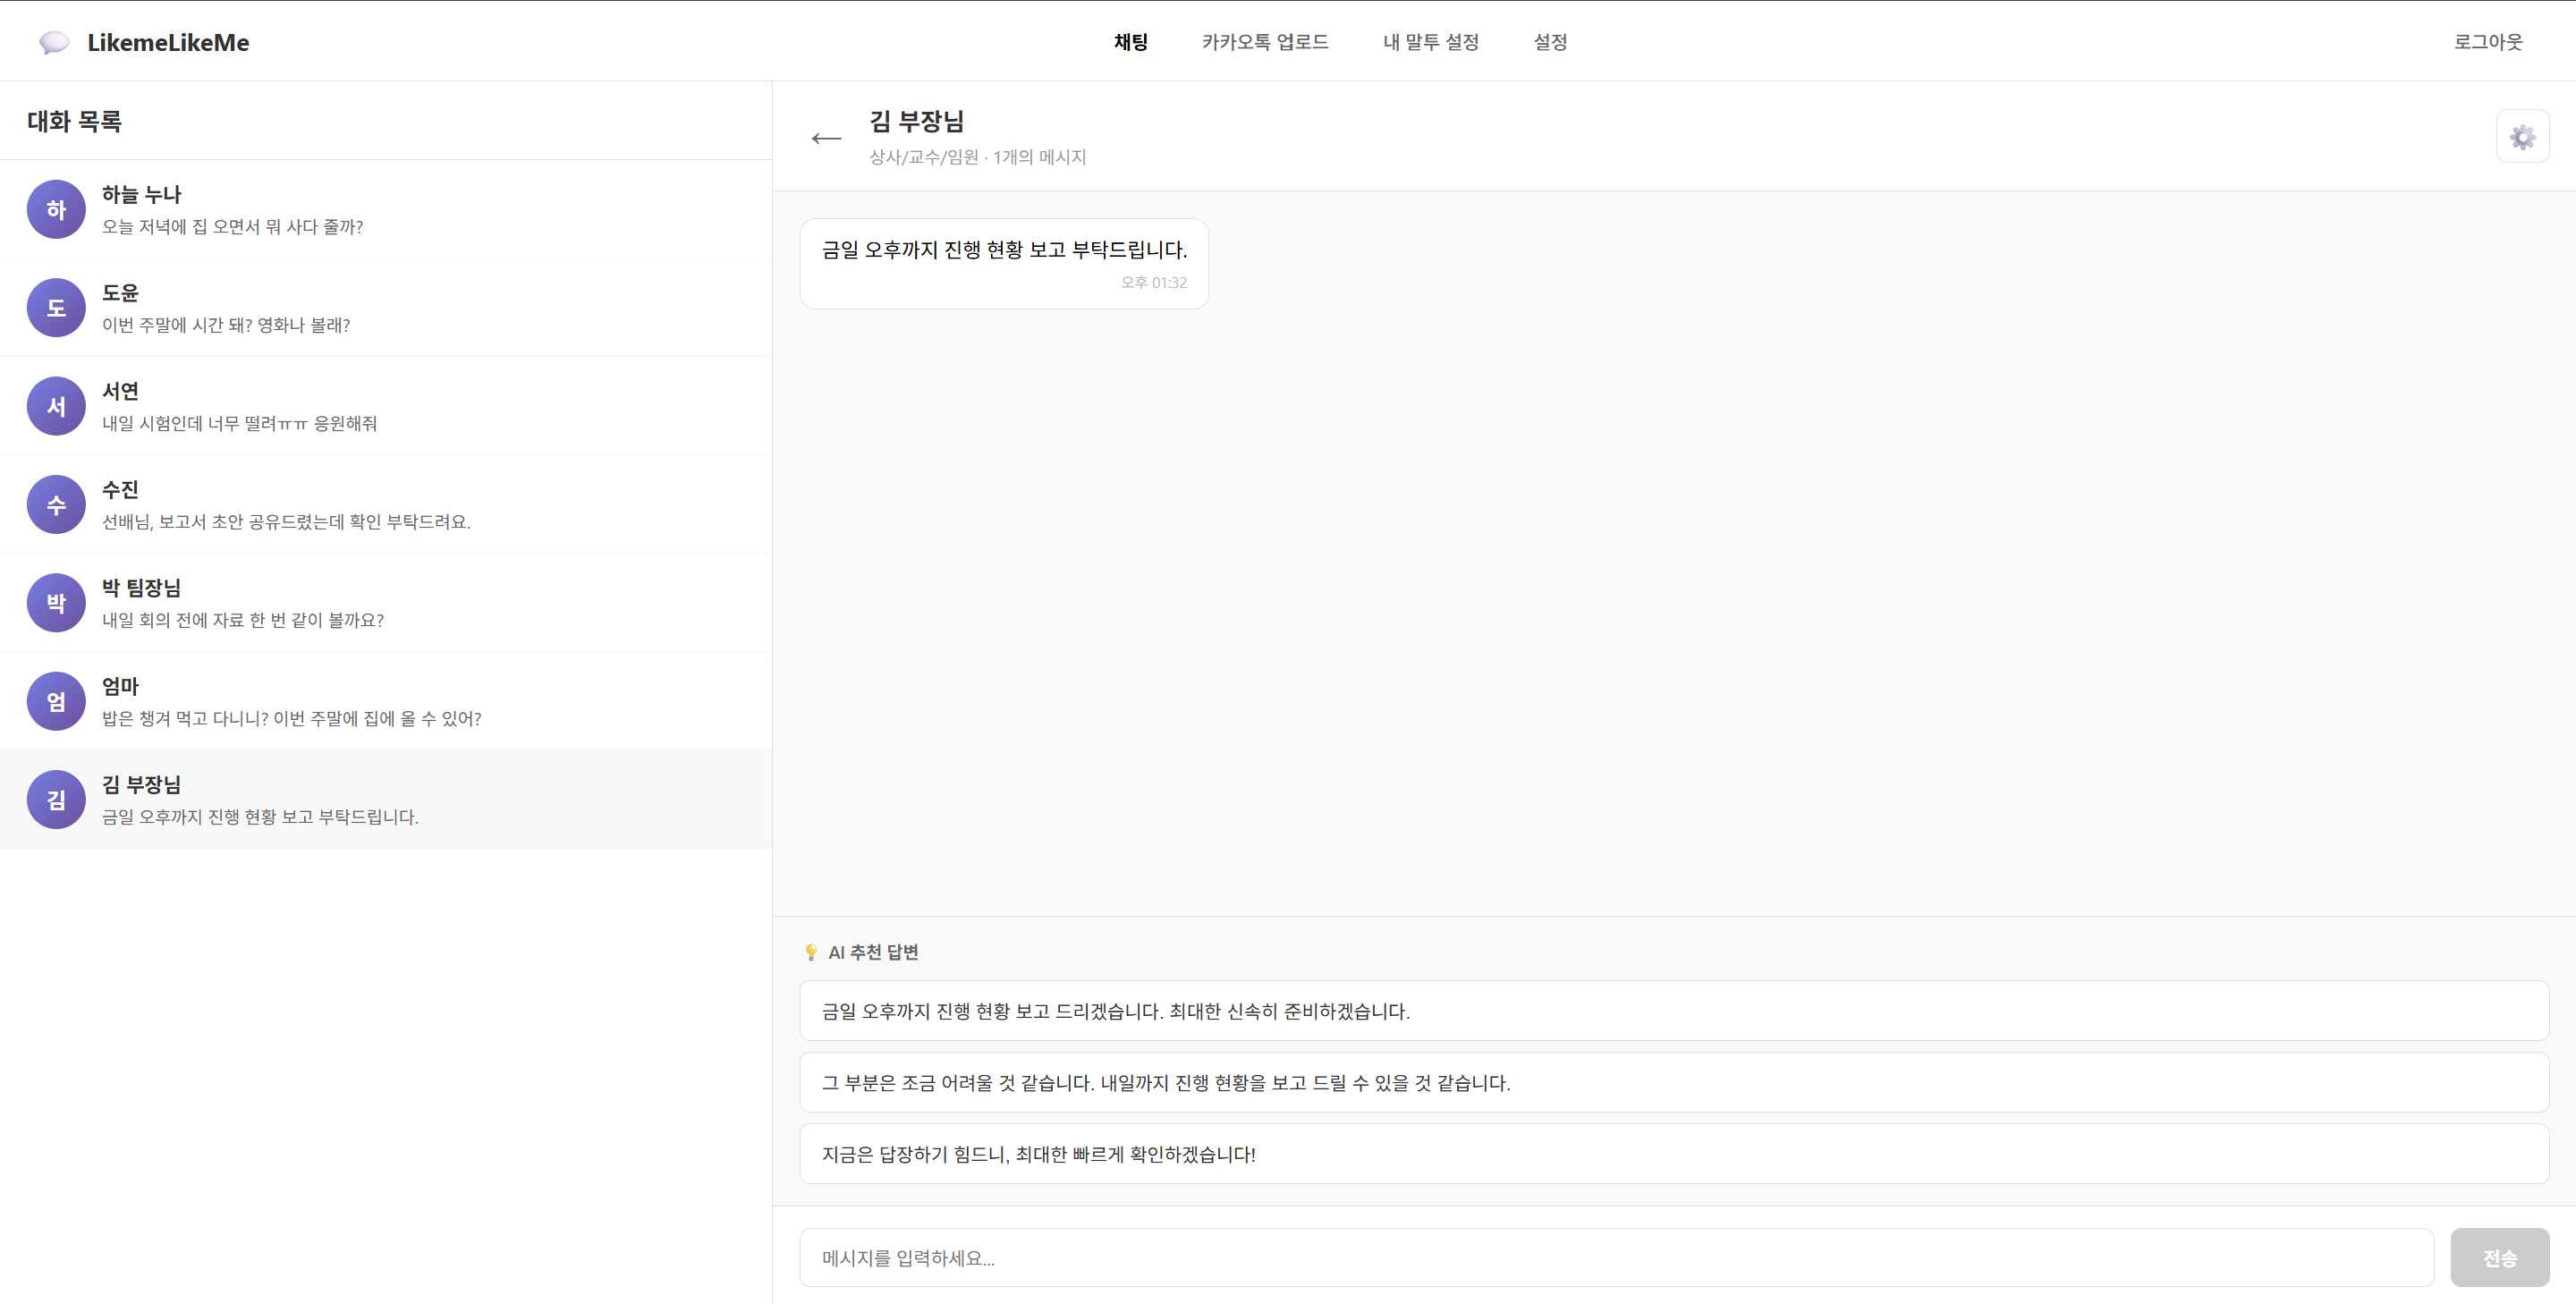 LikemeLikeMe
채팅
카카오톡 업로드
내 말투 설정
설정
로그아웃
대화 목록
하
하늘 누나
오늘 저녁에 집 오면서 뭐 사다 줄까?
도
도윤
이번 주말에 시간 돼? 영화나 볼래?
서
서연
내일 시험인데 너무 떨려ㅠㅠ 응원해줘
수
수진
선배님, 보고서 초안 공유드렸는데 확인 부탁드려요.
박
박 팀장님
내일 회의 전에 자료 한 번 같이 볼까요?
엄
엄마
밥은 챙겨 먹고 다니니? 이번 주말에 집에 올 수 있어?
김
김 부장님
금일 오후까지 진행 현황 보고 부탁드립니다.
←
김 부장님
상사/교수/임원 · 1개의 메시지
금일 오후까지 진행 현황 보고 부탁드립니다.
오후 01:32
AI 추천 답변
금일 오후까지 진행 현황 보고 드리겠습니다. 최대한 신속히 준비하겠습니다.
그 부분은 조금 어려울 것 같습니다. 내일까지 진행 현황을 보고 드릴 수 있을 것 같습니다.
지금은 답장하기 힘드니, 최대한 빠르게 확인하겠습니다!
메시지를 입력하세요...
전송